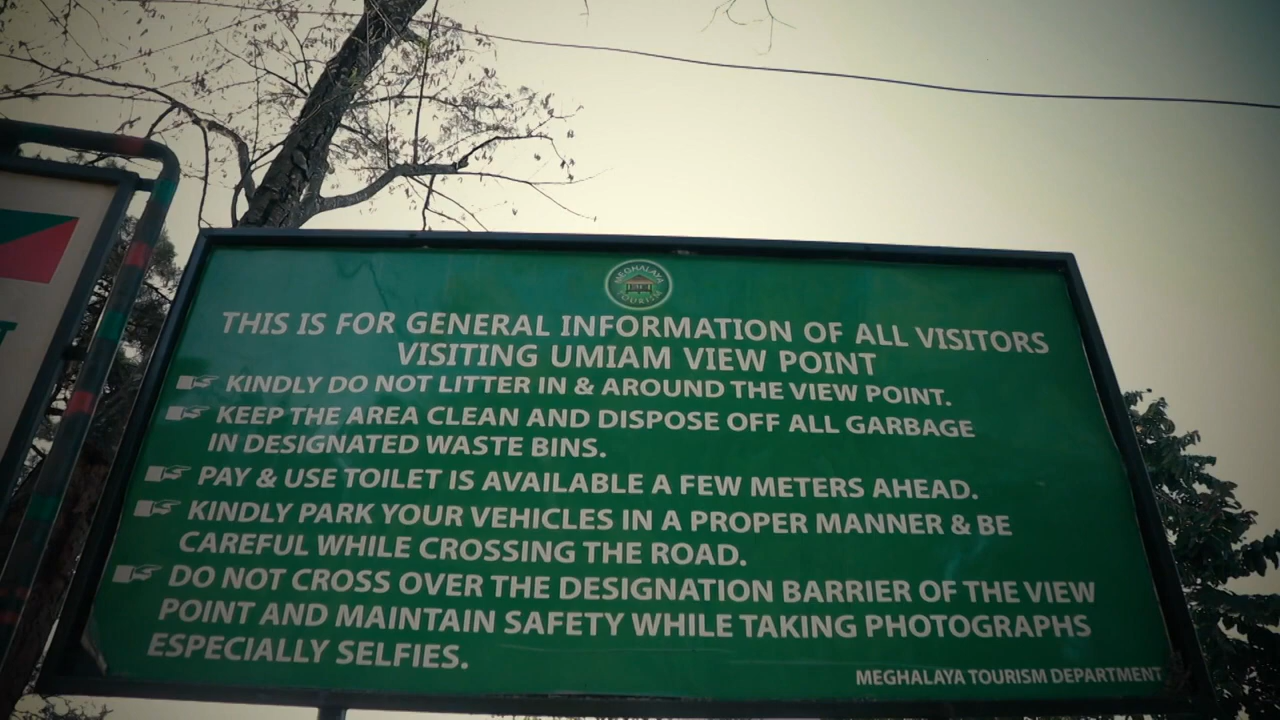 MEGHALAYA
TOURISM
THIS IS FOR GENERAL INFORMATION OF ALL VISITORS
VISITING UMIAM VIEW POINT
KINDLY DO NOT LITTER IN & AROUND THE VIEW POINT.
KEEP THE AREA CLEAN AND DISPOSE OFF ALL GARBAGE
IN DESIGNATED WASTE BINS.
PAY & USE TOILET IS AVAILABLE A FEW METERS AHEAD.
KINDLY PARK YOUR VEHICLES IN A PROPER MANNER & BE
CAREFUL WHILE CROSSING THE ROAD.
DO NOT CROSS OVER THE DESIGNATION BARRIER OF THE VIEW
POINT AND MAINTAIN SAFETY WHILE TAKING PHOTOGRAPHS
ESPECIALLY SELFIES.
MEGHALAYA TOURISM DEPARTMENT